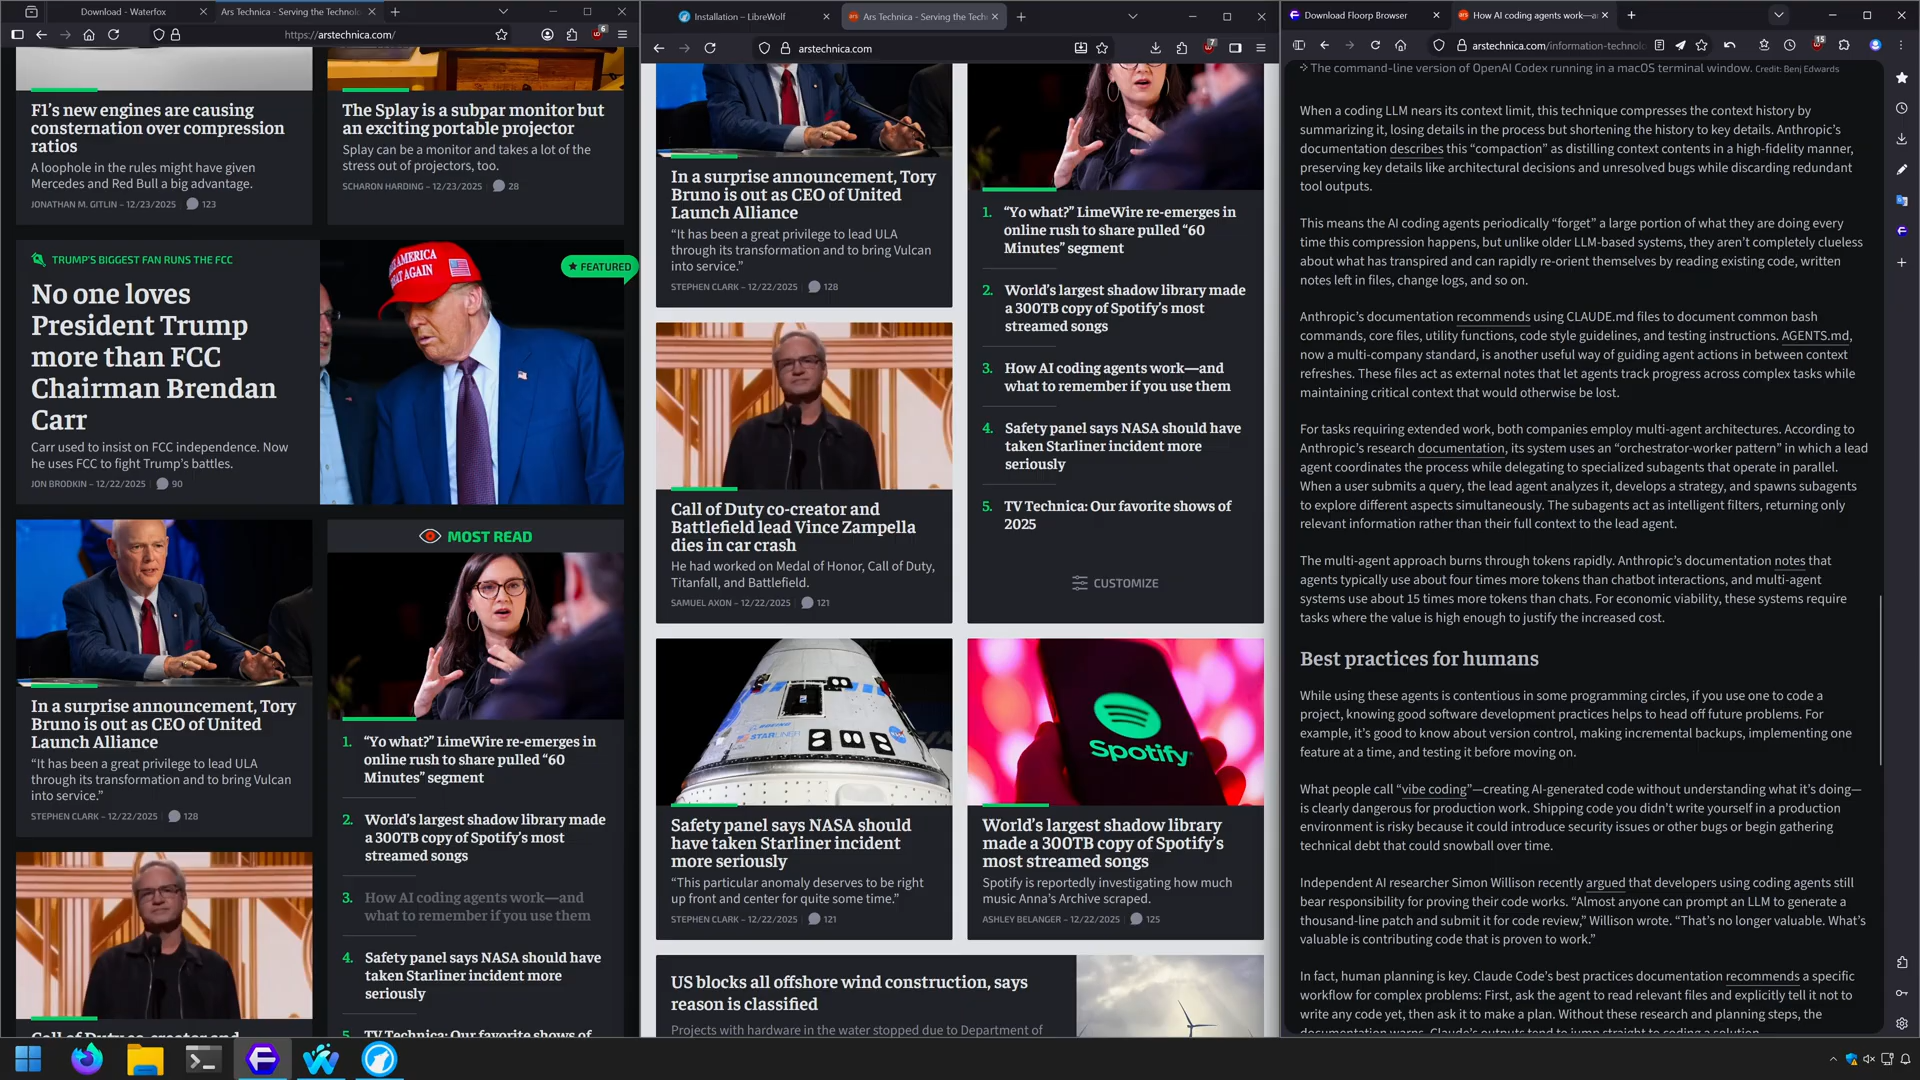 Download - Waterfox
Ars Technica - Serving the Technolo
https://arstechnica.com/
6
F1's new engines are causing
consternation over compression
ratios
A loophole in the rules might have given
Mercedes and Red Bull a big advantage.
JONATHAN M. GITLIN – 12/23/2025
123
The Splay is a subpar monitor but
an exciting portable projector
Splay can be a monitor and takes a lot of the
stress out of projectors, too.
SCHARON HARDING – 12/23/2025
28
TRUMP'S BIGGEST FAN RUNS THE FCC
No one loves
President Trump
more than FCC
Chairman Brendan
Carr
Carr used to insist on FCC independence. Now
he uses FCC to fight Trump's battles.
JON BRODKIN – 12/22/2025
90
AMERICA
AT AGAIN
FEATURED
In a surprise announcement, Tory
Bruno is out as CEO of United
Launch Alliance
“It has been a great privilege to lead ULA
through its transformation and to bring Vulcan
into service.”
STEPHEN CLARK – 12/22/2025
128
MOST READ
1. “Yo what?” LimeWire re-emerges in
online rush to share pulled “60
Minutes” segment
2. World's largest shadow library made
a 300TB copy of Spotify's most
streamed songs
3. How AI coding agents work—and
what to remember if you use them
4. Safety panel says NASA should have
taken Starliner incident more
seriously
5. TV Technica: Our favorite shows of
Call of Duty co-creator and
Installation – LibreWolf
Ars Technica - Serving the Tech
arstechnica.com
7
In a surprise announcement, Tory
Bruno is out as CEO of United
Launch Alliance
“It has been a great privilege to lead ULA
through its transformation and to bring Vulcan
into service.”
STEPHEN CLARK – 12/22/2025
128
1. “Yo what?” LimeWire re-emerges in
online rush to share pulled “60
Minutes” segment
2. World's largest shadow library made
a 300TB copy of Spotify's most
streamed songs
3. How AI coding agents work—and
what to remember if you use them
4. Safety panel says NASA should have
taken Starliner incident more
seriously
5. TV Technica: Our favorite shows of
2025
CUSTOMIZE
Call of Duty co-creator and
Battlefield lead Vince Zampella
dies in car crash
He had worked on Medal of Honor, Call of Duty,
Titanfall, and Battlefield.
SAMUEL AXON – 12/22/2025
121
BOEING
STARLINER
Safety panel says NASA should
have taken Starliner incident
more seriously
“This particular anomaly deserves to be right
up front and center for quite some time.”
STEPHEN CLARK – 12/22/2025
121
Spotify
World's largest shadow library
made a 300TB copy of Spotify's
most streamed songs
Spotify is reportedly investigating how much
music Anna's Archive scraped.
ASHLEY BELANGER – 12/22/2025
125
US blocks all offshore wind construction, says
reason is classified
Projects with hardware in the water stopped due to Department of
Download Floorp Browser
How AI coding agents work—a
arstechnica.com/information-technolo
15
The command-line version of OpenAI Codex running in a macOS terminal window. Credit: Benj Edwards
When a coding LLM nears its context limit, this technique compresses the context history by
summarizing it, losing details in the process but shortening the history to key details. Anthropic's
documentation describes this “compaction” as distilling context contents in a high-fidelity manner,
preserving key details like architectural decisions and unresolved bugs while discarding redundant
tool outputs.
This means the AI coding agents periodically “forget” a large portion of what they are doing every
time this compression happens, but unlike older LLM-based systems, they aren't completely clueless
about what has transpired and can rapidly re-orient themselves by reading existing code, written
notes left in files, change logs, and so on.
Anthropic's documentation recommends using CLAUDE.md files to document common bash
commands, core files, utility functions, code style guidelines, and testing instructions. AGENTS.md,
now a multi-company standard, is another useful way of guiding agent actions in between context
refreshes. These files act as external notes that let agents track progress across complex tasks while
maintaining critical context that would otherwise be lost.
For tasks requiring extended work, both companies employ multi-agent architectures. According to
Anthropic's research documentation, its system uses an “orchestrator-worker pattern” in which a lead
agent coordinates the process while delegating to specialized subagents that operate in parallel.
When a user submits a query, the lead agent analyzes it, develops a strategy, and spawns subagents
to explore different aspects simultaneously. The subagents act as intelligent filters, returning only
relevant information rather than their full context to the lead agent.
The multi-agent approach burns through tokens rapidly. Anthropic's documentation notes that
agents typically use about four times more tokens than chatbot interactions, and multi-agent
systems use about 15 times more tokens than chats. For economic viability, these systems require
tasks where the value is high enough to justify the increased cost.
Best practices for humans
While using these agents is contentious in some programming circles, if you use one to code a
project, knowing good software development practices helps to head off future problems. For
example, it's good to know about version control, making incremental backups, implementing one
feature at a time, and testing it before moving on.
What people call “vibe coding”—creating AI-generated code without understanding what it's doing—
is clearly dangerous for production work. Shipping code you didn't write yourself in a production
environment is risky because it could introduce security issues or other bugs or begin gathering
technical debt that could snowball over time.
Independent AI researcher Simon Willison recently argued that developers using coding agents still
bear responsibility for proving their code works. “Almost anyone can prompt an LLM to generate a
thousand-line patch and submit it for code review,” Willison wrote. “That's no longer valuable. What's
valuable is contributing code that is proven to work.”
In fact, human planning is key. Claude Code's best practices documentation recommends a specific
workflow for complex problems: First, ask the agent to read relevant files and explicitly tell it not to
write any code yet, then ask it to make a plan. Without these research and planning steps, the
documentation warns, Claude's outputs tend to jump straight to coding a solution.